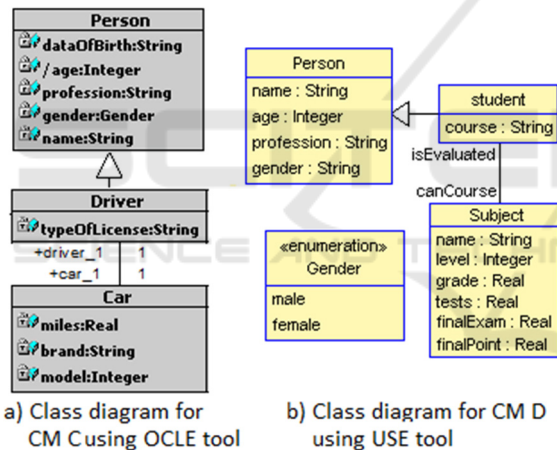 Person
dataOfBirth:String
/age:Integer
profession:String
gender:Gender
name:String
Driver
typeOfLicense:String
+driver_1 1
+car_1 1
Car
miles:Real
brand:String
model:Integer
a) Class diagram for
CM C using OCLE tool
Person
name : String
age : Integer
profession : String
gender : String
student
course : String
isEvaluated
canCourse
Subject
name : String
level : Integer
grade : Real
tests : Real
finalExam : Real
finalPoint : Real
«enumeration»
Gender
male
female
b) Class diagram for CM D
using USE tool